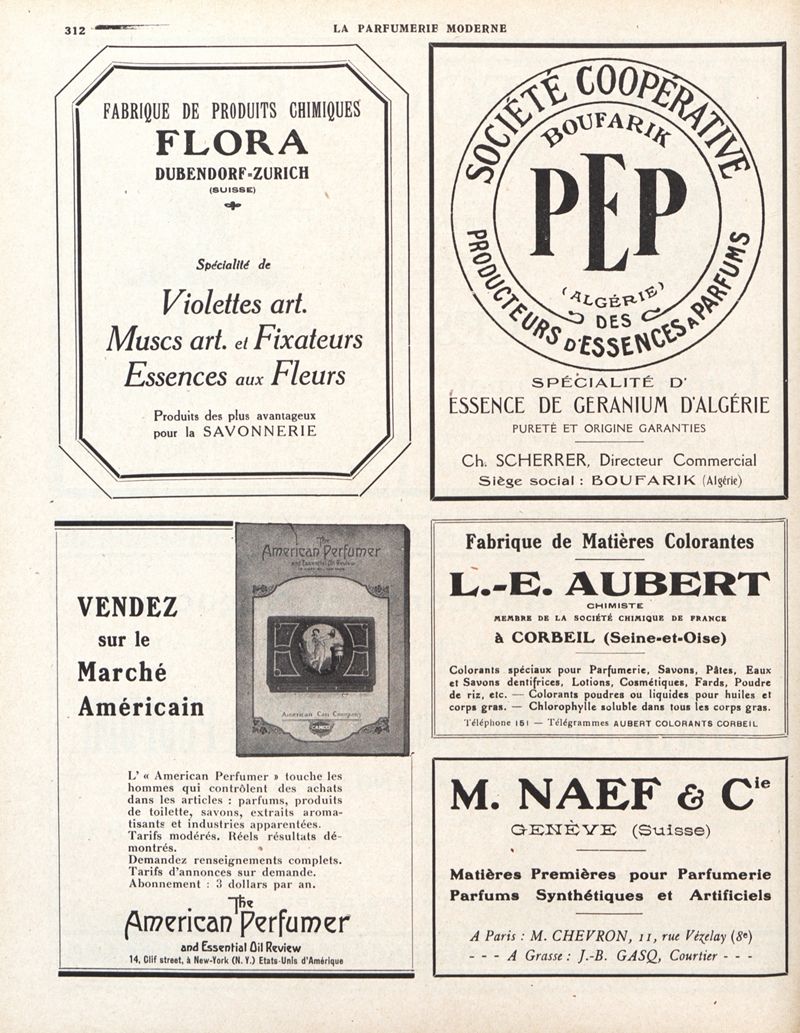 312
LA PARFUMERIE MODERNE
FABRIQUE DE PRODUITS CHIMIQUES
FLORA
DUBENDORF-ZURICH
(SUISSE)
Spécialité de
Violettes art.
Muscs art. et Fixateurs
Essences aux Fleurs
Produits des plus avantageux
pour la SAVONNERIE
SOCIÉTÉ COOPÉRATIVE
BOUFARIK
PEP
(ALGÉRIE)
DES
PRODUCTEURS D'ESSENCES A PARFUMS
SPÉCIALITÉ D'
ESSENCE DE GERANIUM D'ALGÉRIE
PURETÉ ET ORIGINE GARANTIES
Ch. SCHERRER, Directeur Commercial
Siège social : BOUFARIK (Algérie)
VENDEZ
sur le
Marché
Américain
The
American Perfumer
and Essential Oil Review
American Can Company
CANCO
L' « American Perfumer » touche les
hommes qui contrôlent des achats
dans les articles : parfums, produits
de toilette, savons, extraits aroma-
tisants et industries apparentées.
Tarifs modérés. Réels résultats dé-
montrés.
Demandez renseignements complets.
Tarifs d'annonces sur demande.
Abonnement : 3 dollars par an.
The
American Perfumer
and Essential Oil Review
14, Clif street, à New-York (N. Y.) Etats-Unis d'Amérique
Fabrique de Matières Colorantes
L.-E. AUBERT
CHIMISTE
MEMBRE DE LA SOCIÉTÉ CHIMIQUE DE FRANCE
à CORBEIL (Seine-et-Oise)
Colorants spéciaux pour Parfumerie, Savons, Pâtes, Eaux
et Savons dentifrices, Lotions, Cosmétiques, Fards, Poudre
de riz, etc. — Colorants poudres ou liquides pour huiles et
corps gras. — Chlorophylle soluble dans tous les corps gras.
Téléphone 151 — Télégrammes AUBERT COLORANTS CORBEIL
M. NAEF & Cie
GENÈVE (Suisse)
Matières Premières pour Parfumerie
Parfums Synthétiques et Artificiels
A Paris : M. CHEVRON, 11, rue Vézelay (8e)
- - - A Grasse : J.-B. GASQ, Courtier - - -